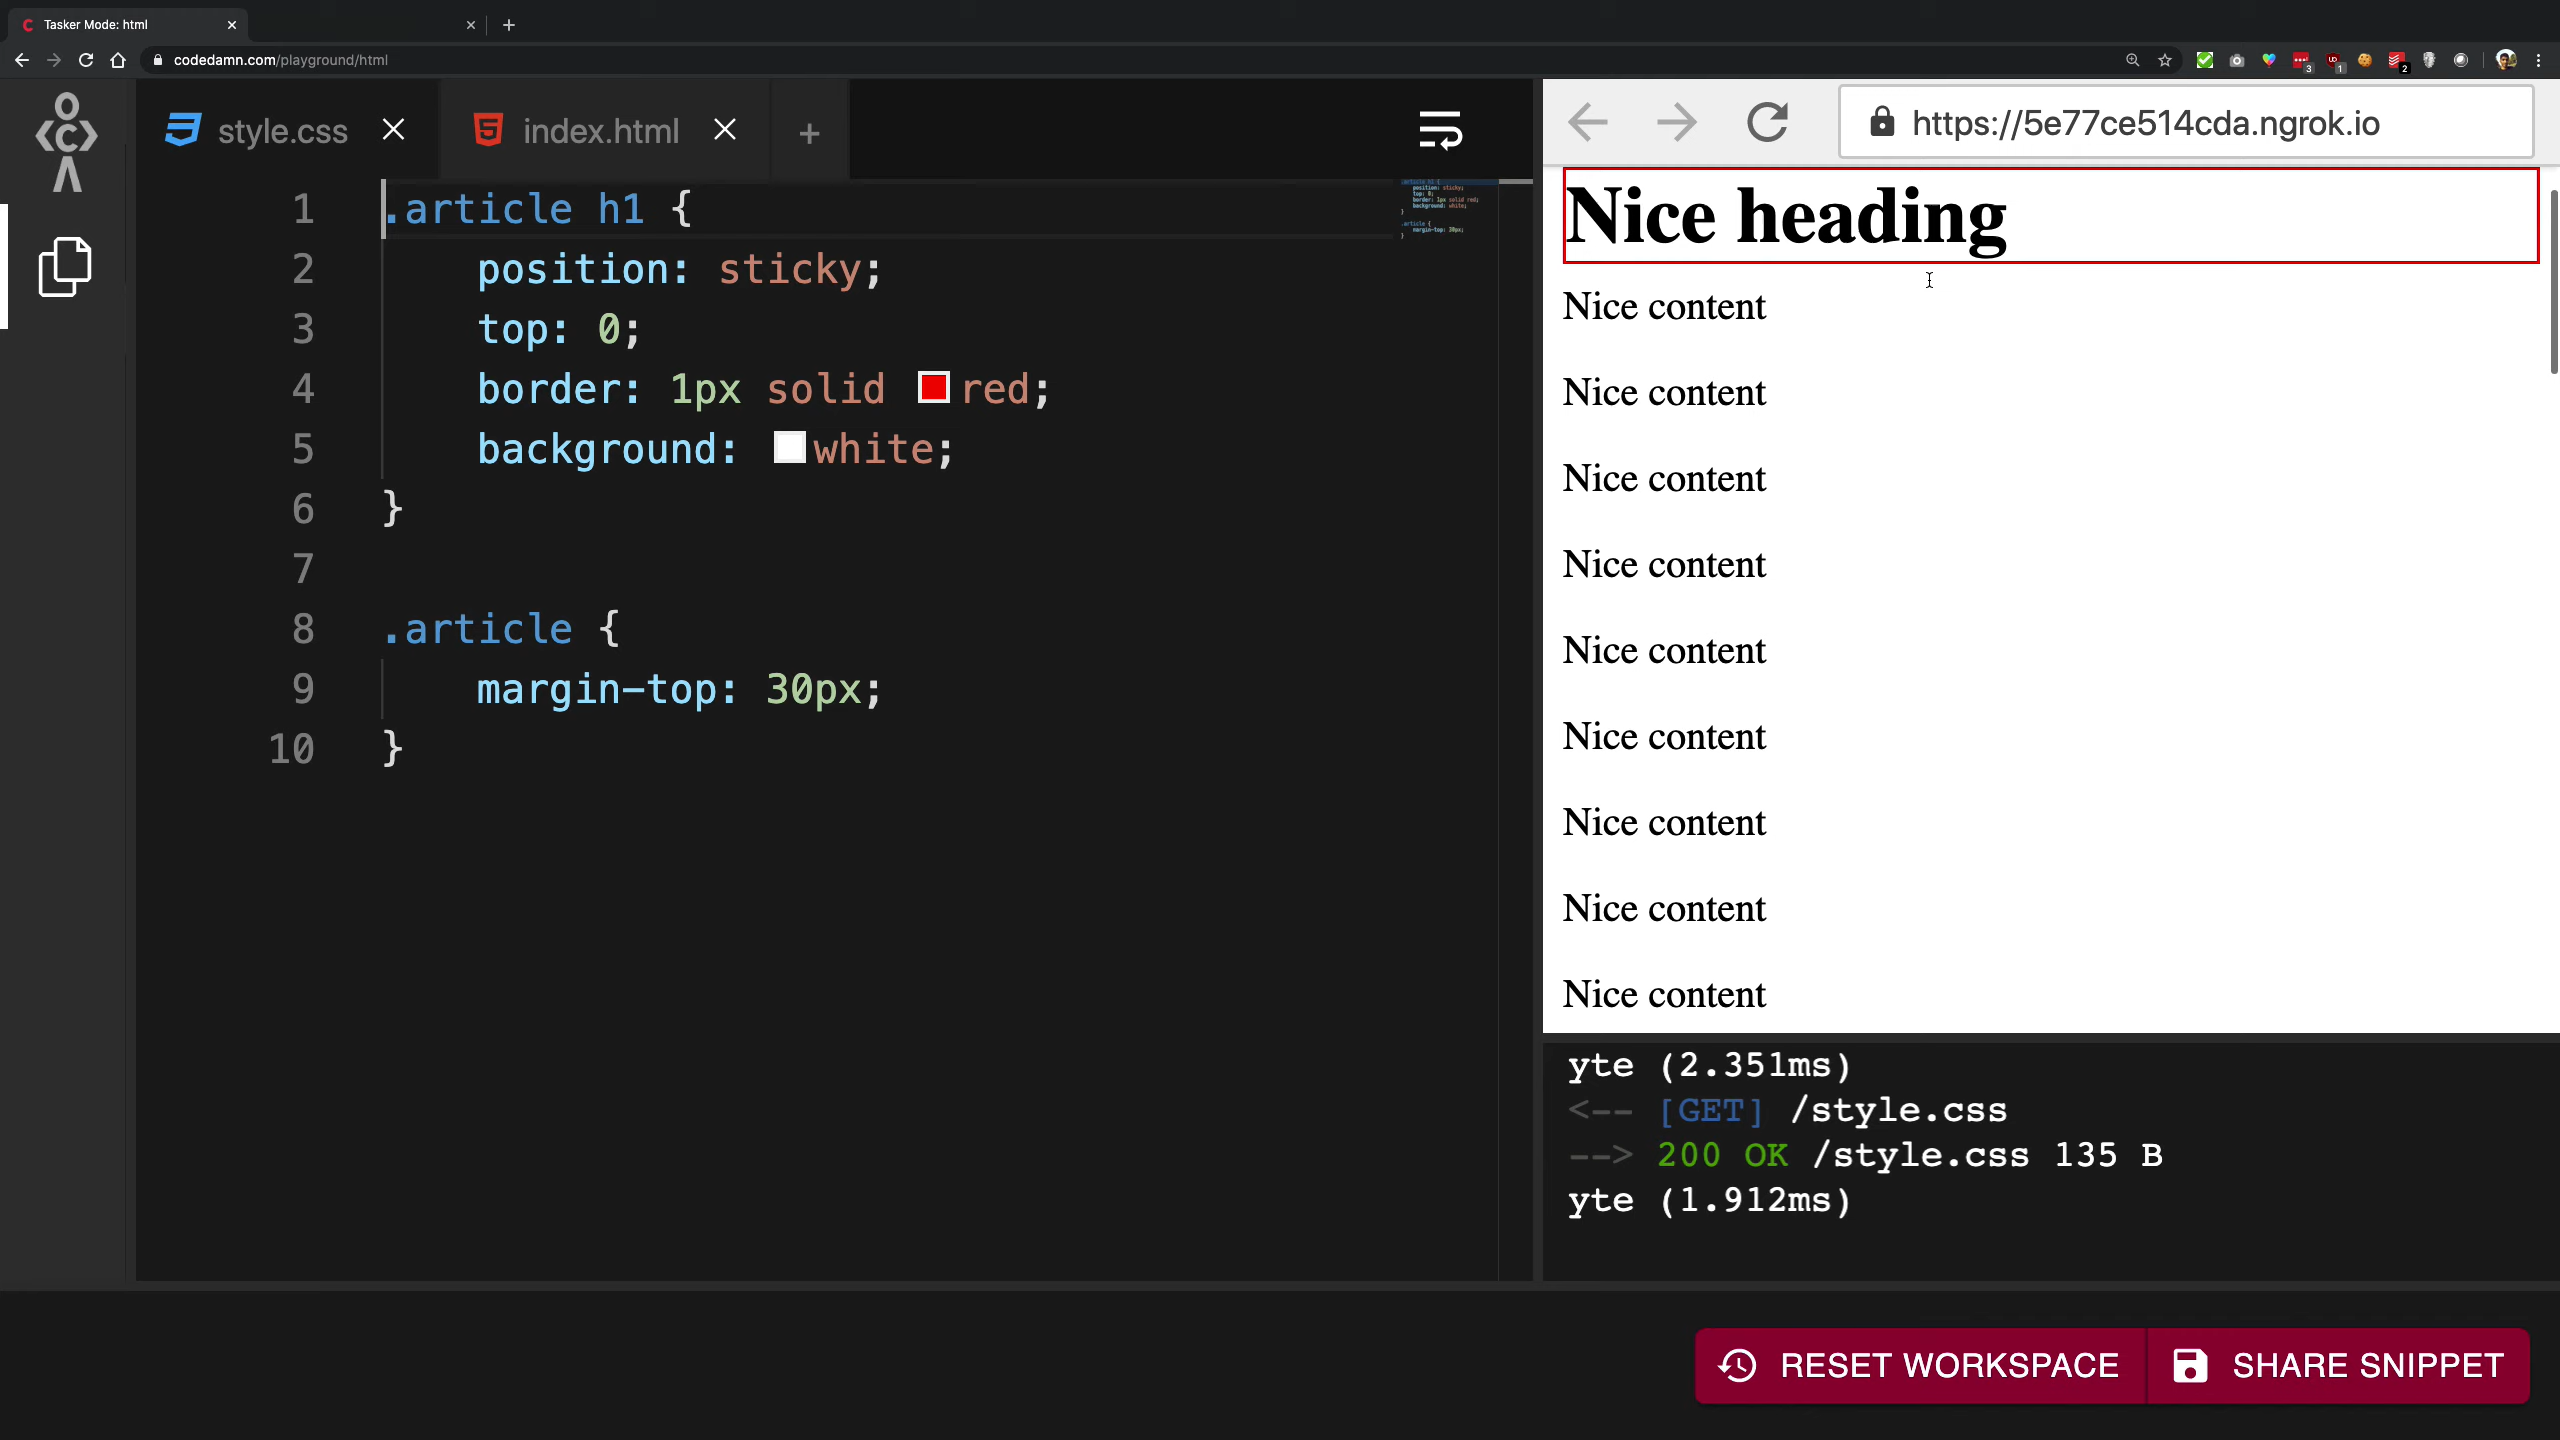 Tasker Mode: html
codedamn.com/playground/html
style.css
index.html
https://5e77ce514cda.ngrok.io
1 .article h1 {
2 position: sticky;
3 top: 0;
4 border: 1px solid red;
5 background: white;
6 }
7
8 .article {
9 margin-top: 30px;
10 }
Nice heading
Nice content
Nice content
Nice content
Nice content
Nice content
Nice content
Nice content
Nice content
Nice content
yte (2.351ms)
<-- [GET] /style.css
--> 200 OK /style.css 135 B
yte (1.912ms)
RESET WORKSPACE
SHARE SNIPPET